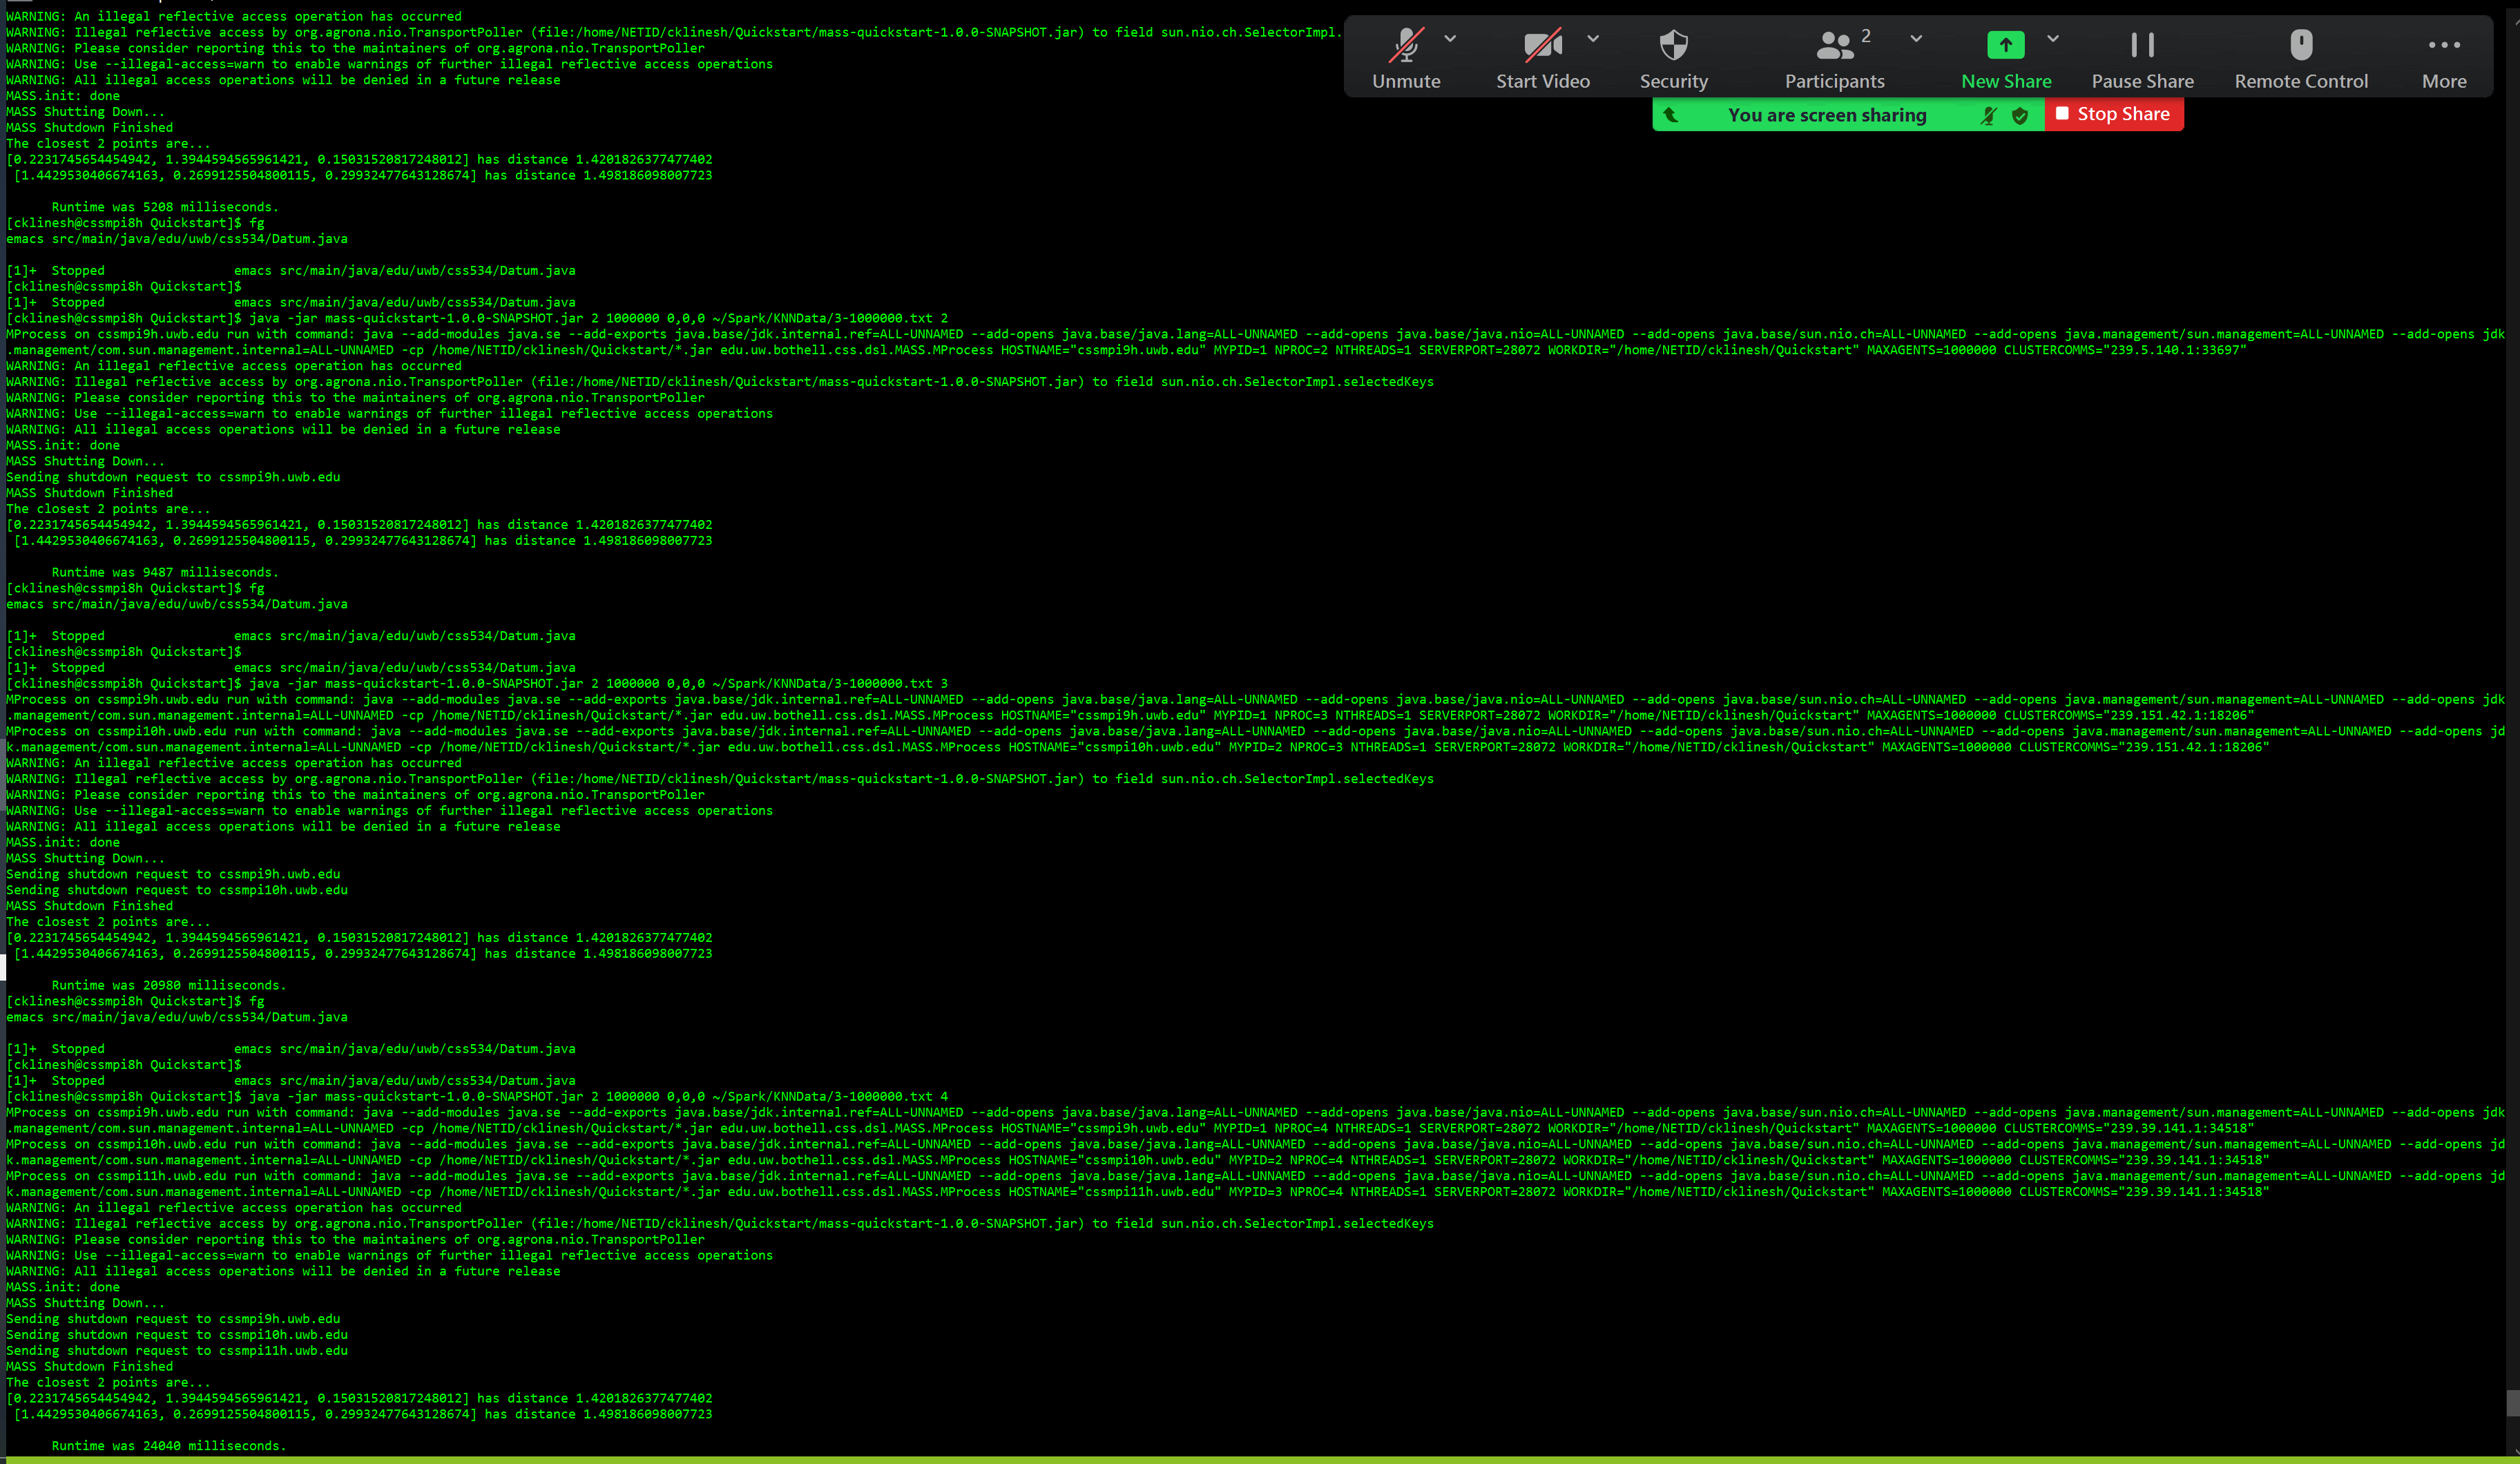 WARNING: An illegal reflective access operation has occurred
WARNING: Illegal reflective access by org.agrona.nio.TransportPoller (file:/home/NETID/cklinesh/Quickstart/mass-quickstart-1.0.0-SNAPSHOT.jar) to field sun.nio.ch.SelectorImpl.
WARNING: Please consider reporting this to the maintainers of org.agrona.nio.TransportPoller
WARNING: Use --illegal-access=warn to enable warnings of further illegal reflective access operations
WARNING: All illegal access operations will be denied in a future release
MASS.init: done
MASS Shutting Down...
MASS Shutdown Finished
The closest 2 points are...
[0.2231745654454942, 1.3944594565961421, 0.15031520817248012] has distance 1.4201826377477402
[1.4429530406674163, 0.2699125504800115, 0.29932477643128674] has distance 1.498186098007723
Runtime was 5208 milliseconds.
[cklinesh@cssmpi8h Quickstart]$ fg
emacs src/main/java/edu/uwb/css534/Datum.java
[1]+  Stopped                 emacs src/main/java/edu/uwb/css534/Datum.java
[cklinesh@cssmpi8h Quickstart]$
[1]+  Stopped                 emacs src/main/java/edu/uwb/css534/Datum.java
[cklinesh@cssmpi8h Quickstart]$ java -jar mass-quickstart-1.0.0-SNAPSHOT.jar 2 1000000 0,0,0 ~/Spark/KNNData/3-1000000.txt 2
MProcess on cssmpi9h.uwb.edu run with command: java --add-modules java.se --add-exports java.base/jdk.internal.ref=ALL-UNNAMED --add-opens java.base/java.lang=ALL-UNNAMED --add-opens java.base/java.nio=ALL-UNNAMED --add-opens java.base/sun.nio.ch=ALL-UNNAMED --add-opens java.management/sun.management=ALL-UNNAMED --add-opens jdk
.management/com.sun.management.internal=ALL-UNNAMED -cp /home/NETID/cklinesh/Quickstart/*.jar edu.uw.bothell.css.dsl.MASS.MProcess HOSTNAME="cssmpi9h.uwb.edu" MYPID=1 NPROC=2 NTHREADS=1 SERVERPORT=28072 WORKDIR="/home/NETID/cklinesh/Quickstart" MAXAGENTS=1000000 CLUSTERCOMMS="239.5.140.1:33697"
WARNING: An illegal reflective access operation has occurred
WARNING: Illegal reflective access by org.agrona.nio.TransportPoller (file:/home/NETID/cklinesh/Quickstart/mass-quickstart-1.0.0-SNAPSHOT.jar) to field sun.nio.ch.SelectorImpl.selectedKeys
WARNING: Please consider reporting this to the maintainers of org.agrona.nio.TransportPoller
WARNING: Use --illegal-access=warn to enable warnings of further illegal reflective access operations
WARNING: All illegal access operations will be denied in a future release
MASS.init: done
MASS Shutting Down...
Sending shutdown request to cssmpi9h.uwb.edu
MASS Shutdown Finished
The closest 2 points are...
[0.2231745654454942, 1.3944594565961421, 0.15031520817248012] has distance 1.4201826377477402
[1.4429530406674163, 0.2699125504800115, 0.29932477643128674] has distance 1.498186098007723
Runtime was 9487 milliseconds.
[cklinesh@cssmpi8h Quickstart]$ fg
emacs src/main/java/edu/uwb/css534/Datum.java
[1]+  Stopped                 emacs src/main/java/edu/uwb/css534/Datum.java
[cklinesh@cssmpi8h Quickstart]$
[1]+  Stopped                 emacs src/main/java/edu/uwb/css534/Datum.java
[cklinesh@cssmpi8h Quickstart]$ java -jar mass-quickstart-1.0.0-SNAPSHOT.jar 2 1000000 0,0,0 ~/Spark/KNNData/3-1000000.txt 3
MProcess on cssmpi9h.uwb.edu run with command: java --add-modules java.se --add-exports java.base/jdk.internal.ref=ALL-UNNAMED --add-opens java.base/java.lang=ALL-UNNAMED --add-opens java.base/java.nio=ALL-UNNAMED --add-opens java.base/sun.nio.ch=ALL-UNNAMED --add-opens java.management/sun.management=ALL-UNNAMED --add-opens jdk
.management/com.sun.management.internal=ALL-UNNAMED -cp /home/NETID/cklinesh/Quickstart/*.jar edu.uw.bothell.css.dsl.MASS.MProcess HOSTNAME="cssmpi9h.uwb.edu" MYPID=1 NPROC=3 NTHREADS=1 SERVERPORT=28072 WORKDIR="/home/NETID/cklinesh/Quickstart" MAXAGENTS=1000000 CLUSTERCOMMS="239.151.42.1:18206"
MProcess on cssmpi10h.uwb.edu run with command: java --add-modules java.se --add-exports java.base/jdk.internal.ref=ALL-UNNAMED --add-opens java.base/java.lang=ALL-UNNAMED --add-opens java.base/java.nio=ALL-UNNAMED --add-opens java.base/sun.nio.ch=ALL-UNNAMED --add-opens java.management/sun.management=ALL-UNNAMED --add-opens jd
k.management/com.sun.management.internal=ALL-UNNAMED -cp /home/NETID/cklinesh/Quickstart/*.jar edu.uw.bothell.css.dsl.MASS.MProcess HOSTNAME="cssmpi10h.uwb.edu" MYPID=2 NPROC=3 NTHREADS=1 SERVERPORT=28072 WORKDIR="/home/NETID/cklinesh/Quickstart" MAXAGENTS=1000000 CLUSTERCOMMS="239.151.42.1:18206"
WARNING: An illegal reflective access operation has occurred
WARNING: Illegal reflective access by org.agrona.nio.TransportPoller (file:/home/NETID/cklinesh/Quickstart/mass-quickstart-1.0.0-SNAPSHOT.jar) to field sun.nio.ch.SelectorImpl.selectedKeys
WARNING: Please consider reporting this to the maintainers of org.agrona.nio.TransportPoller
WARNING: Use --illegal-access=warn to enable warnings of further illegal reflective access operations
WARNING: All illegal access operations will be denied in a future release
MASS.init: done
MASS Shutting Down...
Sending shutdown request to cssmpi9h.uwb.edu
Sending shutdown request to cssmpi10h.uwb.edu
MASS Shutdown Finished
The closest 2 points are...
[0.2231745654454942, 1.3944594565961421, 0.15031520817248012] has distance 1.4201826377477402
[1.4429530406674163, 0.2699125504800115, 0.29932477643128674] has distance 1.498186098007723
Runtime was 20980 milliseconds.
[cklinesh@cssmpi8h Quickstart]$ fg
emacs src/main/java/edu/uwb/css534/Datum.java
[1]+  Stopped                 emacs src/main/java/edu/uwb/css534/Datum.java
[cklinesh@cssmpi8h Quickstart]$
[1]+  Stopped                 emacs src/main/java/edu/uwb/css534/Datum.java
[cklinesh@cssmpi8h Quickstart]$ java -jar mass-quickstart-1.0.0-SNAPSHOT.jar 2 1000000 0,0,0 ~/Spark/KNNData/3-1000000.txt 4
MProcess on cssmpi9h.uwb.edu run with command: java --add-modules java.se --add-exports java.base/jdk.internal.ref=ALL-UNNAMED --add-opens java.base/java.lang=ALL-UNNAMED --add-opens java.base/java.nio=ALL-UNNAMED --add-opens java.base/sun.nio.ch=ALL-UNNAMED --add-opens java.management/sun.management=ALL-UNNAMED --add-opens jdk
.management/com.sun.management.internal=ALL-UNNAMED -cp /home/NETID/cklinesh/Quickstart/*.jar edu.uw.bothell.css.dsl.MASS.MProcess HOSTNAME="cssmpi9h.uwb.edu" MYPID=1 NPROC=4 NTHREADS=1 SERVERPORT=28072 WORKDIR="/home/NETID/cklinesh/Quickstart" MAXAGENTS=1000000 CLUSTERCOMMS="239.39.141.1:34518"
MProcess on cssmpi10h.uwb.edu run with command: java --add-modules java.se --add-exports java.base/jdk.internal.ref=ALL-UNNAMED --add-opens java.base/java.lang=ALL-UNNAMED --add-opens java.base/java.nio=ALL-UNNAMED --add-opens java.base/sun.nio.ch=ALL-UNNAMED --add-opens java.management/sun.management=ALL-UNNAMED --add-opens jd
k.management/com.sun.management.internal=ALL-UNNAMED -cp /home/NETID/cklinesh/Quickstart/*.jar edu.uw.bothell.css.dsl.MASS.MProcess HOSTNAME="cssmpi10h.uwb.edu" MYPID=2 NPROC=4 NTHREADS=1 SERVERPORT=28072 WORKDIR="/home/NETID/cklinesh/Quickstart" MAXAGENTS=1000000 CLUSTERCOMMS="239.39.141.1:34518"
MProcess on cssmpi11h.uwb.edu run with command: java --add-modules java.se --add-exports java.base/jdk.internal.ref=ALL-UNNAMED --add-opens java.base/java.lang=ALL-UNNAMED --add-opens java.base/java.nio=ALL-UNNAMED --add-opens java.base/sun.nio.ch=ALL-UNNAMED --add-opens java.management/sun.management=ALL-UNNAMED --add-opens jd
k.management/com.sun.management.internal=ALL-UNNAMED -cp /home/NETID/cklinesh/Quickstart/*.jar edu.uw.bothell.css.dsl.MASS.MProcess HOSTNAME="cssmpi11h.uwb.edu" MYPID=3 NPROC=4 NTHREADS=1 SERVERPORT=28072 WORKDIR="/home/NETID/cklinesh/Quickstart" MAXAGENTS=1000000 CLUSTERCOMMS="239.39.141.1:34518"
WARNING: An illegal reflective access operation has occurred
WARNING: Illegal reflective access by org.agrona.nio.TransportPoller (file:/home/NETID/cklinesh/Quickstart/mass-quickstart-1.0.0-SNAPSHOT.jar) to field sun.nio.ch.SelectorImpl.selectedKeys
WARNING: Please consider reporting this to the maintainers of org.agrona.nio.TransportPoller
WARNING: Use --illegal-access=warn to enable warnings of further illegal reflective access operations
WARNING: All illegal access operations will be denied in a future release
MASS.init: done
MASS Shutting Down...
Sending shutdown request to cssmpi9h.uwb.edu
Sending shutdown request to cssmpi10h.uwb.edu
Sending shutdown request to cssmpi11h.uwb.edu
MASS Shutdown Finished
The closest 2 points are...
[0.2231745654454942, 1.3944594565961421, 0.15031520817248012] has distance 1.4201826377477402
[1.4429530406674163, 0.2699125504800115, 0.29932477643128674] has distance 1.498186098007723
Runtime was 24040 milliseconds.
2
Unmute Start Video Security Participants New Share Pause Share Remote Control More
You are screen sharing Stop Share